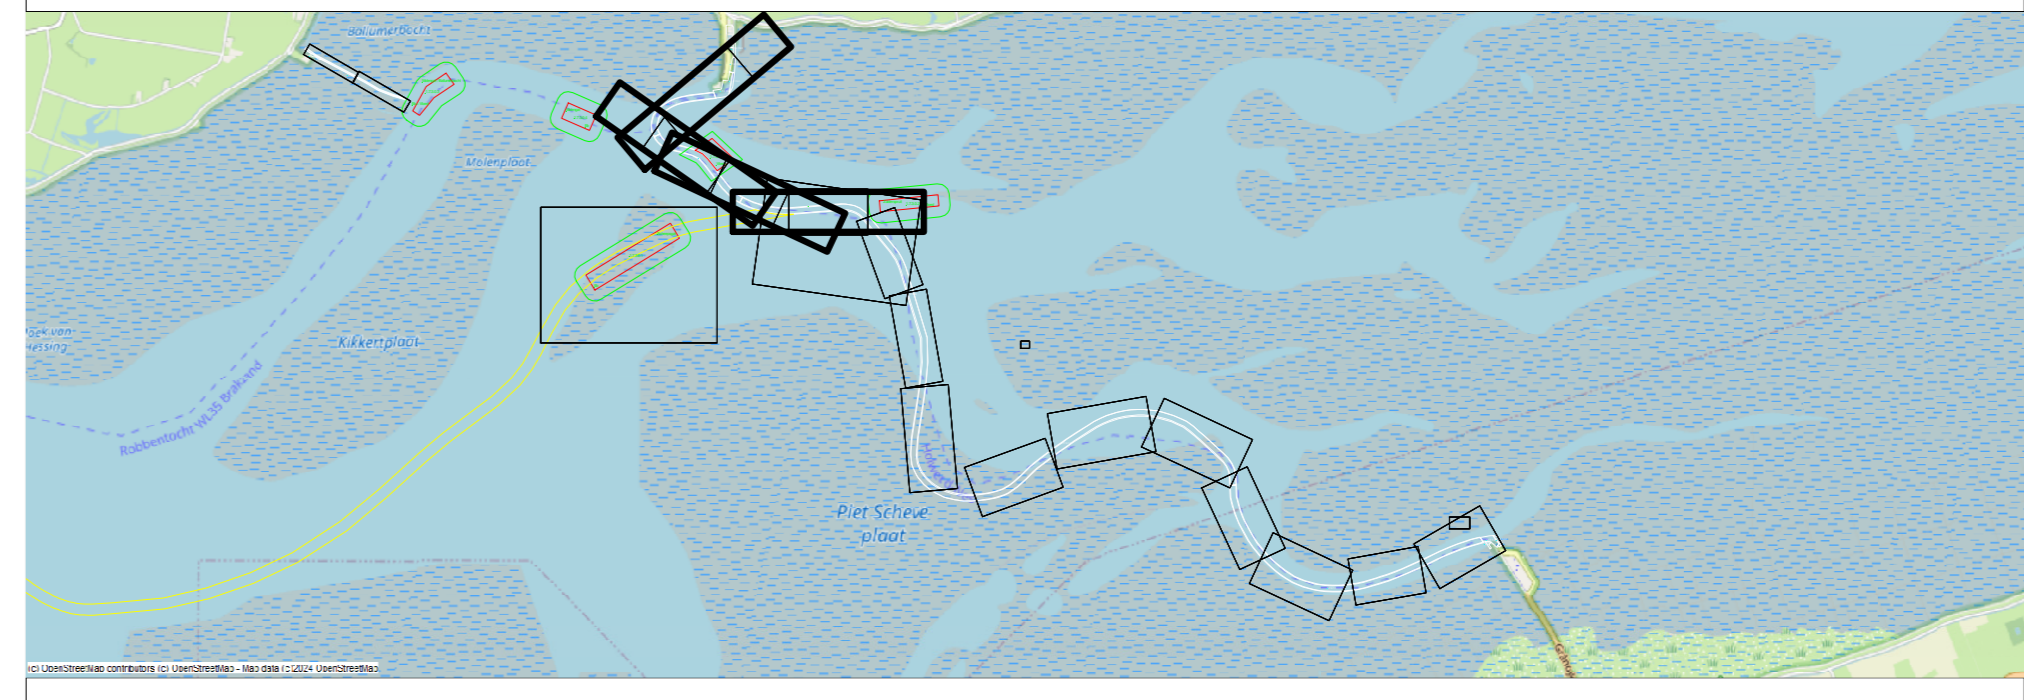 Ballumerbocht
Molenplaat
Kikkertplaat
Robbentocht WL35 Brakzand
Piet Scheve
plaat
(c) OpenStreetMap contributors (c) OpenStreetMap - Map data (c) 2024 OpenStreetMap